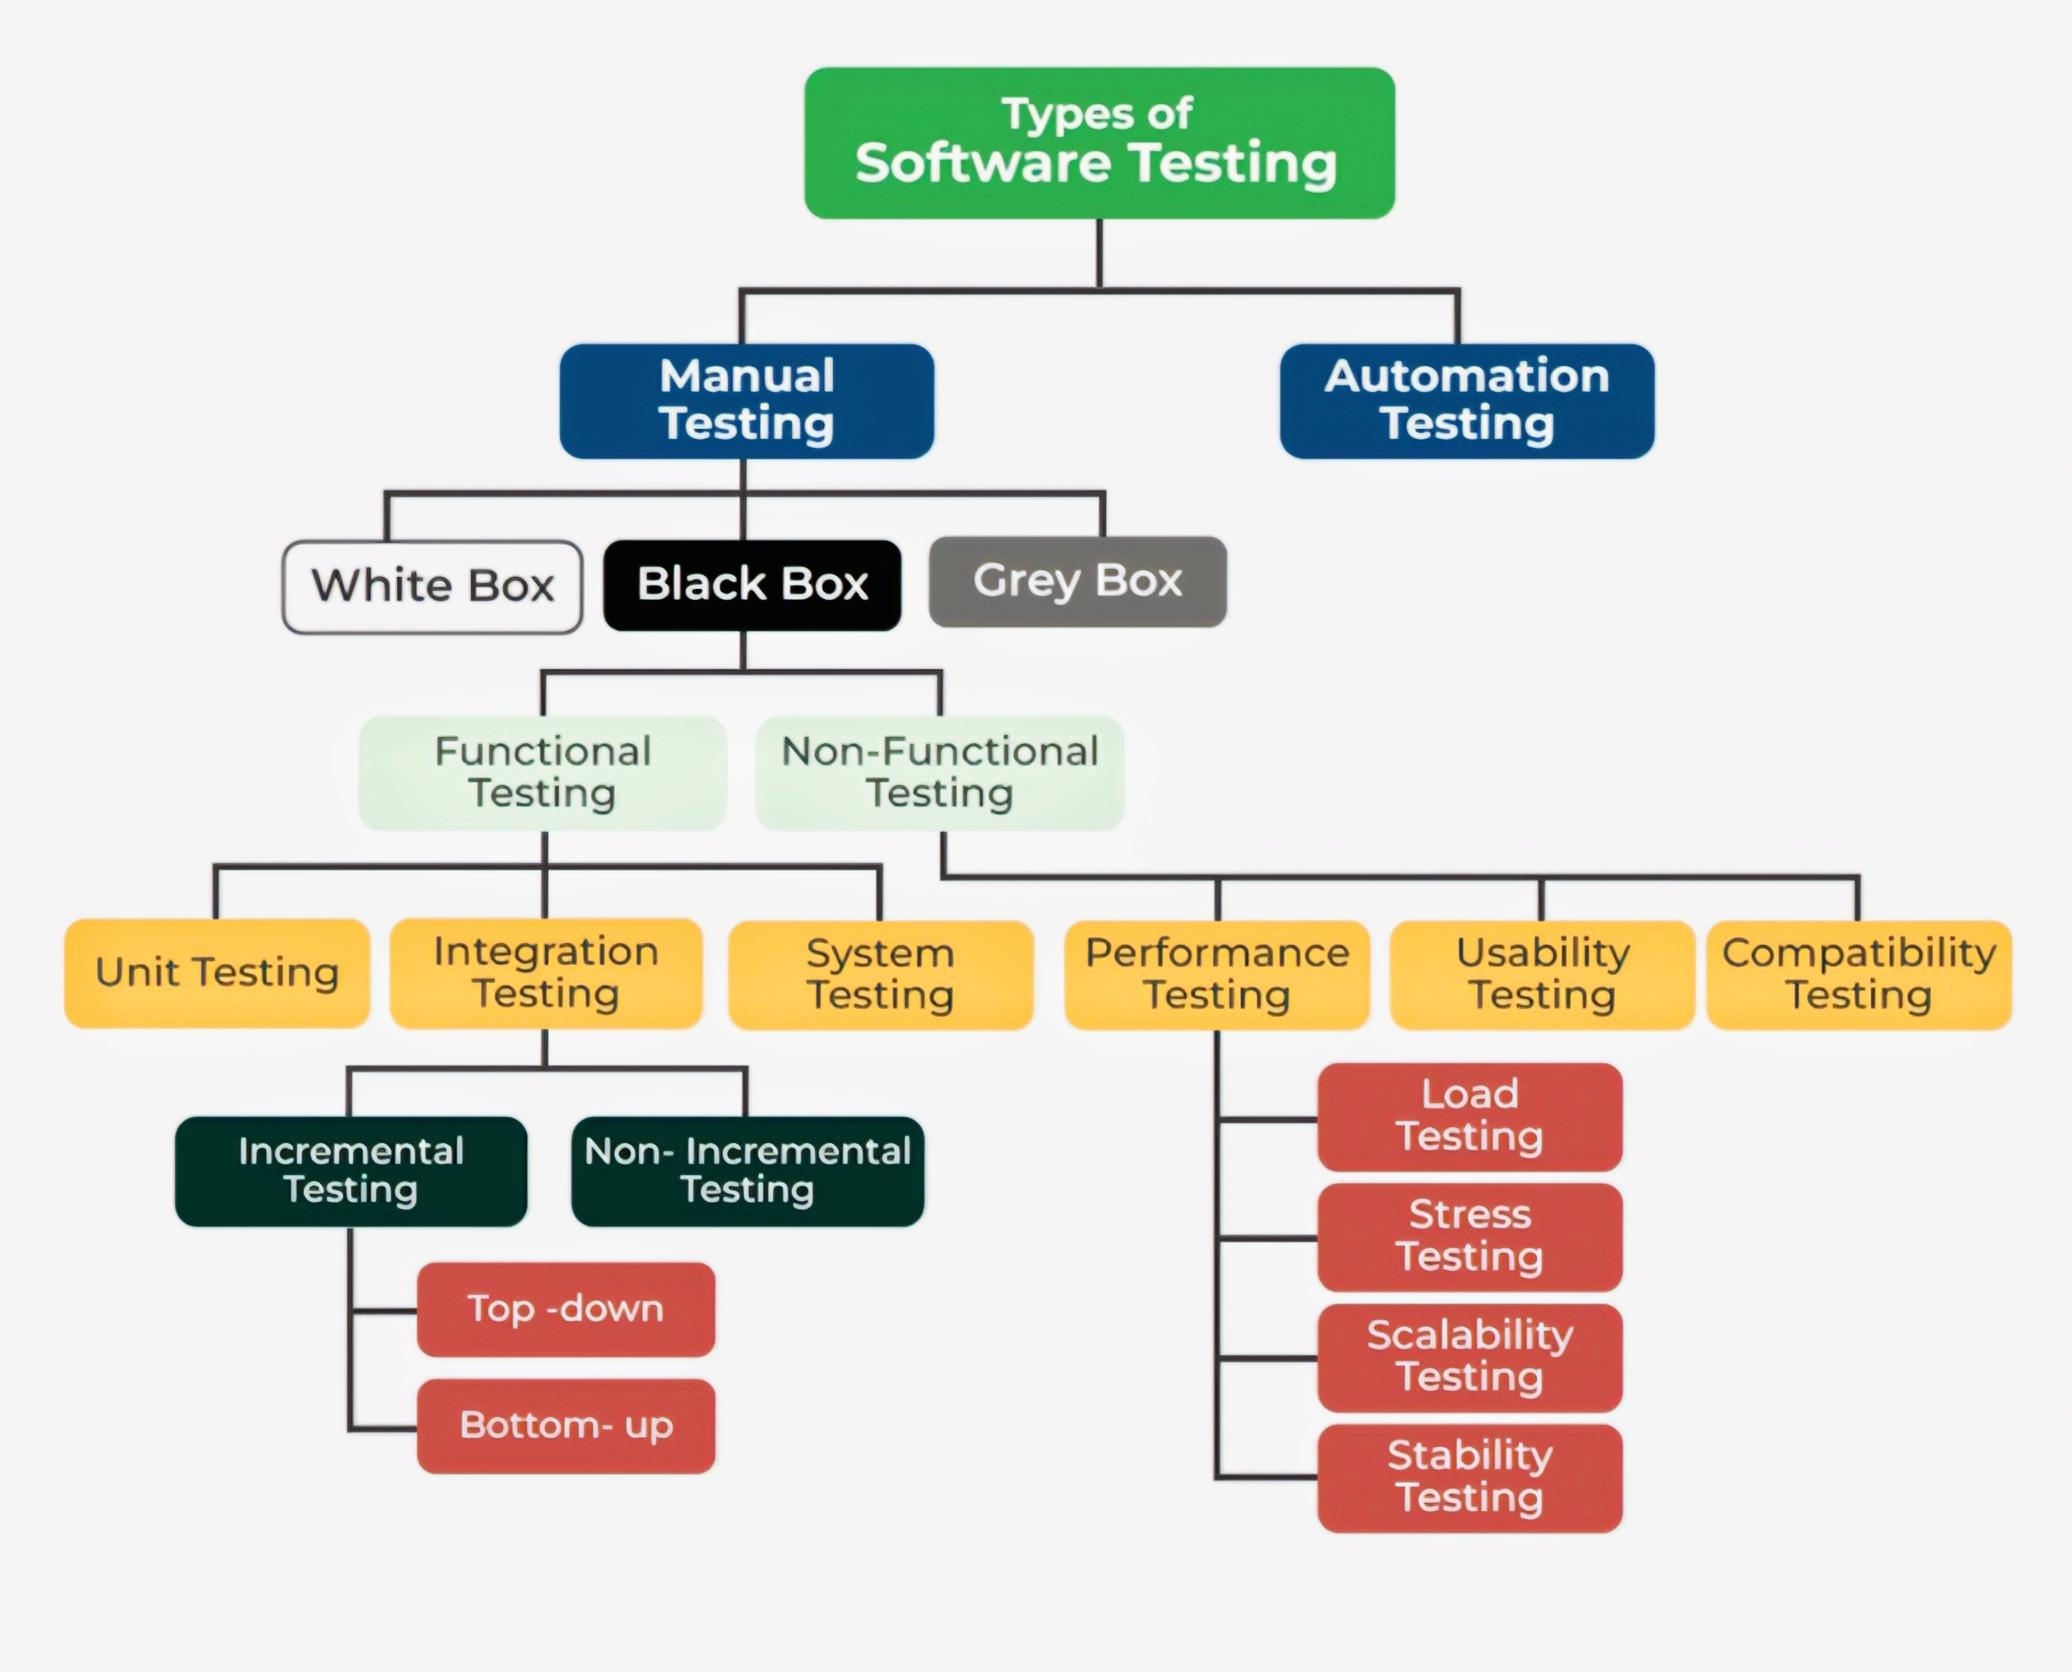 Types of
Software Testing
Manual
Testing
Automation
Testing
White Box
Black Box
Grey Box
Functional
Testing
Non-Functional
Testing
Unit Testing
Integration
Testing
System
Testing
Performance
Testing
Usability
Testing
Compatibility
Testing
Incremental
Testing
Non- Incremental
Testing
Top -down
Bottom- up
Load
Testing
Stress
Testing
Scalability
Testing
Stability
Testing